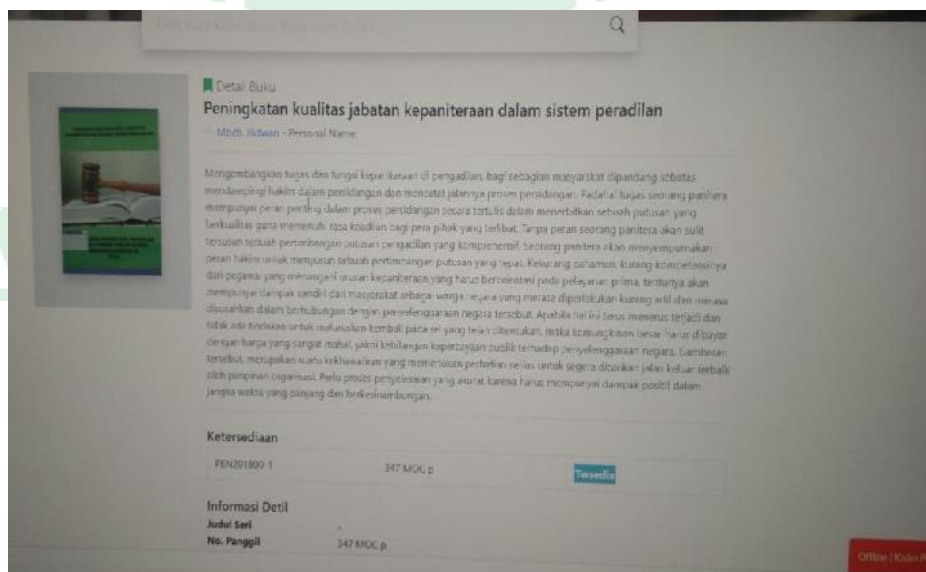 Detail Buku
Peningkatan kualitas jabatan kepaniteraan dalam sistem peradilan
Moch. Ridwan - Personal Name
Mengembangkan tugas dan fungsi kepaniteraan di pengadilan, bagi sebagian masyarakat dipandang sebatas
mendampingi hakim dalam persidangan dan mencatat jalannya proses persidangan. Padahal tugas seorang panitera
mempunyai peran penting dalam proses persidangan secara tertulis dalam menerbitkan sebuah putusan yang
berkualitas guna memenuhi rasa keadilan bagi para pihak yang terlibat. Tanpa peran seorang panitera akan sulit
tersusun sebuah pertimbangan putusan pengadilan yang komprehensif. Seorang panitera akan menyempurnakan
peran hakim untuk menyusun sebuah pertimbangan putusan yang tepat. Kekurang pahaman, kurang kompetensinya
dari pegawai yang menangani urusan kepaniteraan yang harus berorientasi pada pelayanan prima, tentunya akan
mempunyai dampak sendiri dari masyarakat sebagai warga negara yang merasa diperlakukan kurang adil dan merasa
disusahkan dalam berhubungan dengan penyelenggaraan negara tersebut. Apabila hal ini terus menerus terjadi dan
tidak ada tindakan untuk meluruskan kembali pada rel yang telah ditentukan, maka kemungkinan besar harus dibayar
dengan harga yang sangat mahal, yakni kehilangan kepercayaan publik terhadap penyelenggaraan negara. Gambaran
tersebut, merupakan suatu kekhawatiran yang memerlukan perhatian serius untuk segera dicarikan jalan keluar terbaik
oleh pimpinan organisasi. Perlu proses penyelesaian yang akurat karena harus mempunyai dampak positif dalam
jangka waktu yang panjang dan berkesinambungan.
Ketersediaan
PEN201800-1 347 MOC p Tersedia
Informasi Detil
Judul Seri -
No. Panggil 347 MOC p
Offline